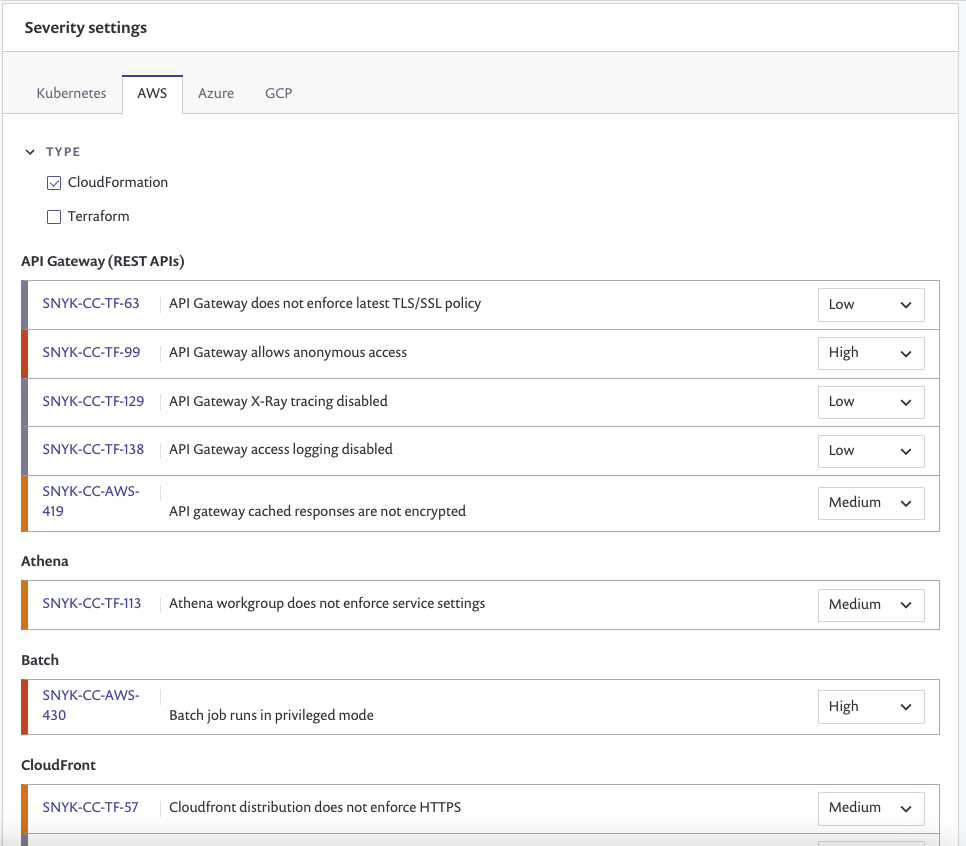 Severity settings
Kubernetes AWS Azure GCP
TYPE
CloudFormation
Terraform
API Gateway (REST APIs)
SNYK-CC-TF-63 API Gateway does not enforce latest TLS/SSL policy Low
SNYK-CC-TF-99 API Gateway allows anonymous access High
SNYK-CC-TF-129 API Gateway X-Ray tracing disabled Low
SNYK-CC-TF-138 API Gateway access logging disabled Low
SNYK-CC-AWS-
419 API gateway cached responses are not encrypted Medium
Athena
SNYK-CC-TF-113 Athena workgroup does not enforce service settings Medium
Batch
SNYK-CC-AWS-
430 Batch job runs in privileged mode High
CloudFront
SNYK-CC-TF-57 Cloudfront distribution does not enforce HTTPS Medium